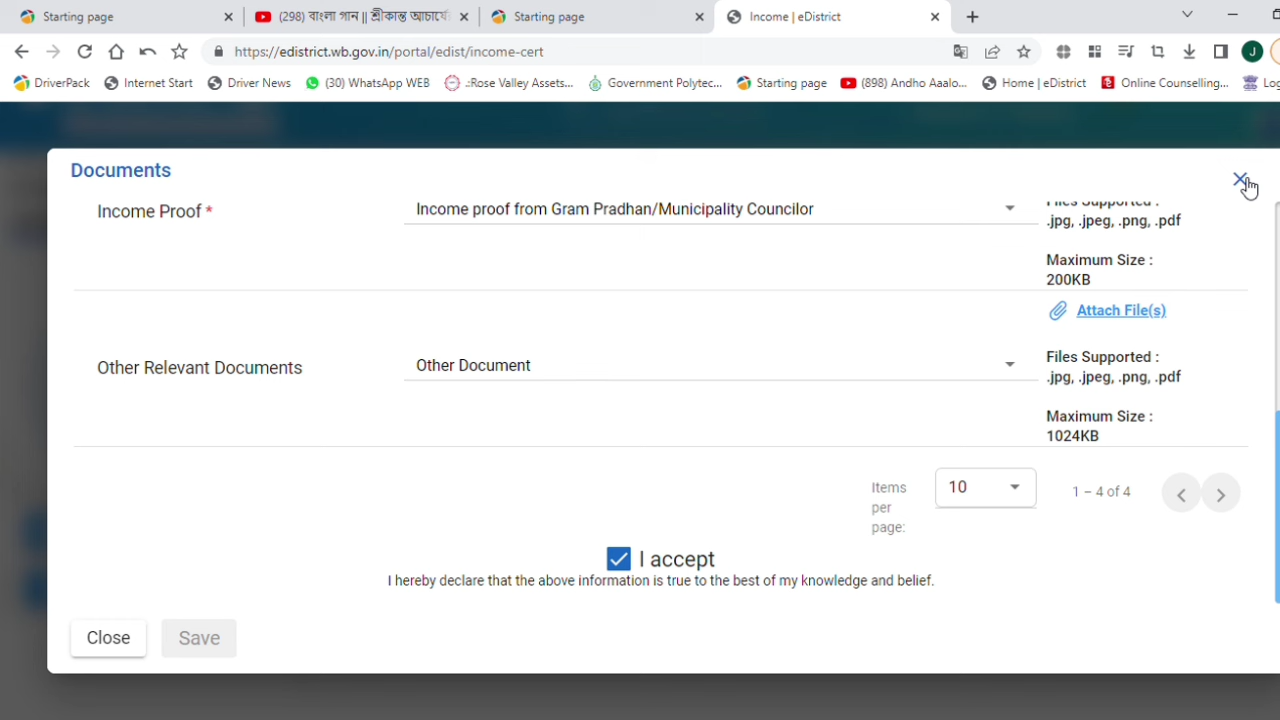 Starting page
(298) বাংলা গান || শ্রীকান্ত আচার্যে
Starting page
Income | eDistrict
https://edistrict.wb.gov.in/portal/edist/income-cert
J
DriverPack
Internet Start
Driver News
(30) WhatsApp WEB
..:Rose Valley Assets...
Government Polytec...
Starting page
(898) Andho Aaalo...
Home | eDistrict
Online Counselling...
Log
Documents
Income Proof *
Income proof from Gram Pradhan/Municipality Councilor
Files Supported :
.jpg, .jpeg, .png, .pdf
Maximum Size :
200KB
Attach File(s)
Other Relevant Documents
Other Document
Files Supported :
.jpg, .jpeg, .png, .pdf
Maximum Size :
1024KB
Items
per
page:
10
1 – 4 of 4
I accept
I hereby declare that the above information is true to the best of my knowledge and belief.
Close
Save